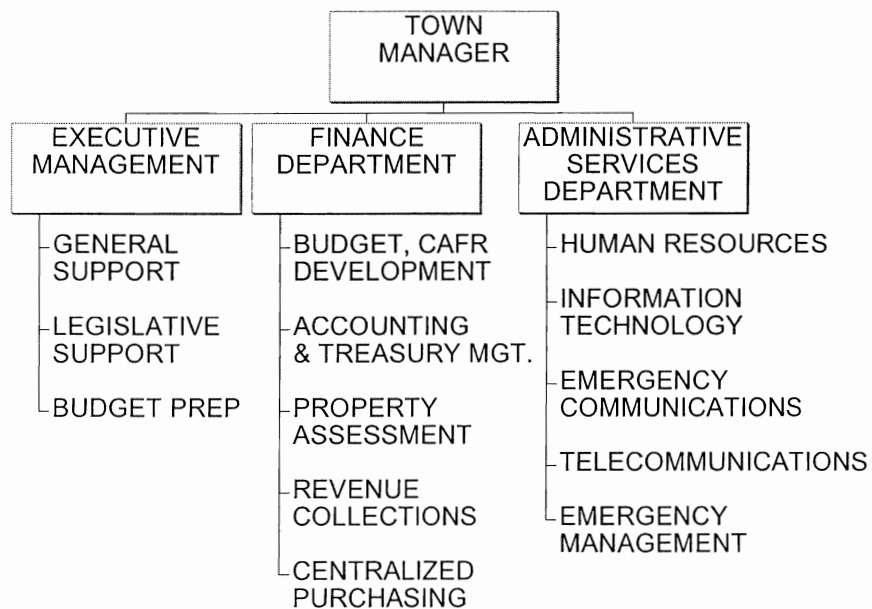 TOWN
MANAGER
EXECUTIVE
MANAGEMENT
GENERAL
SUPPORT
LEGISLATIVE
SUPPORT
BUDGET PREP
FINANCE
DEPARTMENT
BUDGET, CAFR
DEVELOPMENT
ACCOUNTING
& TREASURY MGT.
PROPERTY
ASSESSMENT
REVENUE
COLLECTIONS
CENTRALIZED
PURCHASING
ADMINISTRATIVE
SERVICES
DEPARTMENT
HUMAN RESOURCES
INFORMATION
TECHNOLOGY
EMERGENCY
COMMUNICATIONS
TELECOMMUNICATIONS
EMERGENCY
MANAGEMENT